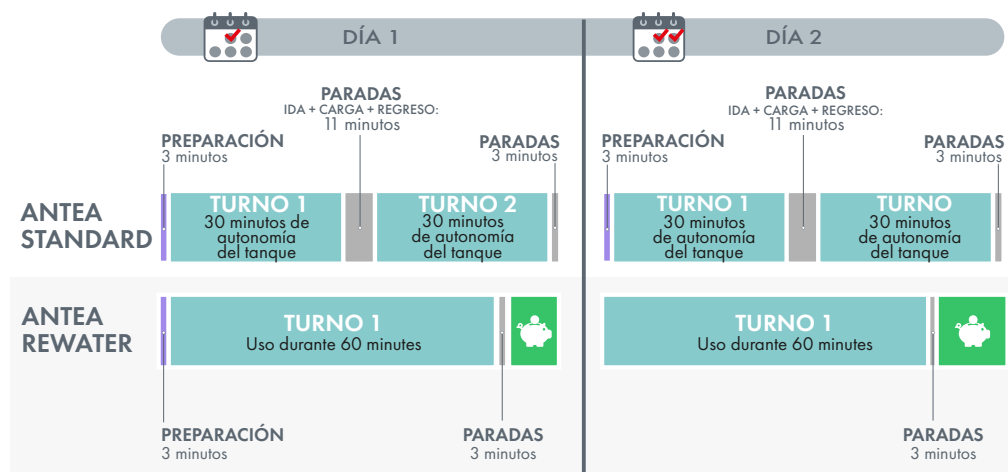 DÍA 1
DÍA 2
PARADAS
IDA + CARGA + REGRESO:
11 minutos
PREPARACIÓN
3 minutos
PARADAS
3 minutos
PARADAS
IDA + CARGA + REGRESO:
11 minutos
PREPARACIÓN
3 minutos
PARADAS
3 minutos
ANTEA
STANDARD
TURNO 1
30 minutos de
autonomía
del tanque
TURNO 2
30 minutos
de autonomía
del tanque
TURNO 1
30 minutos
de autonomía
del tanque
TURNO
30 minutos
de autonomía
del tanque
ANTEA
REWATER
TURNO 1
Uso durante 60 minutes
TURNO 1
Uso durante 60 minutes
PREPARACIÓN
3 minutos
PARADAS
3 minutos
PARADAS
3 minutos